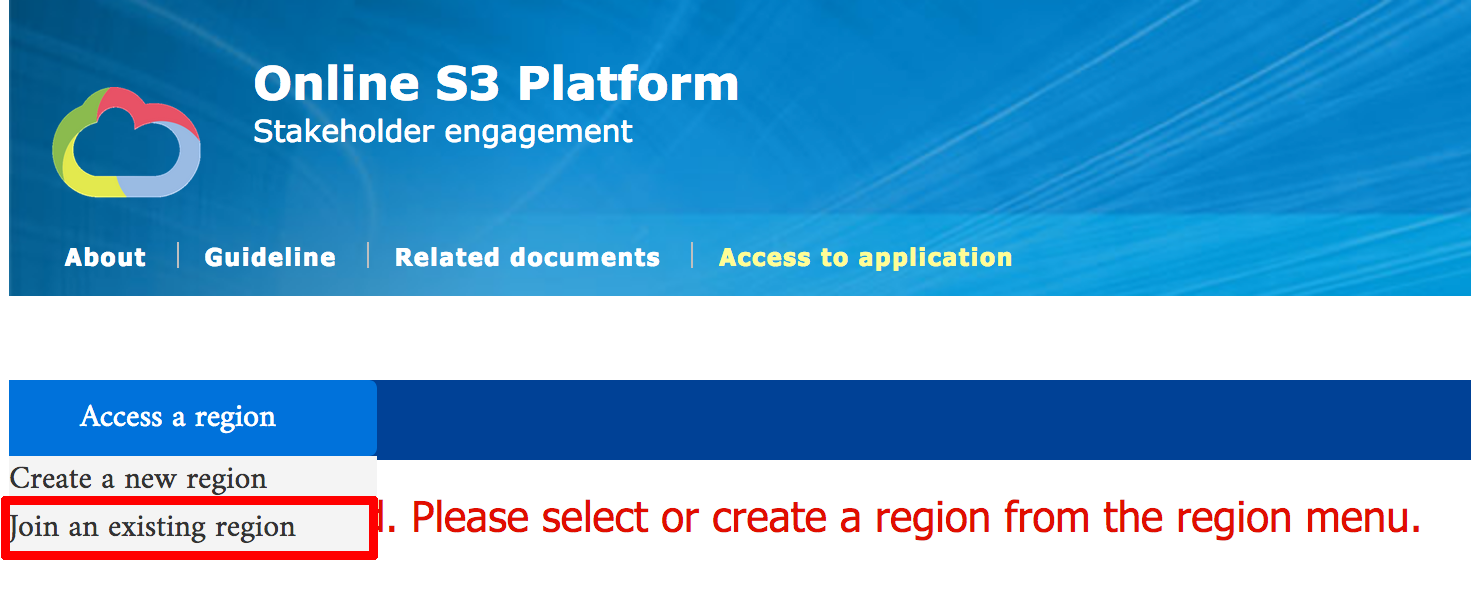 Online S3 Platform
Stakeholder engagement
About
Guideline
Related documents
Access to application
Access a region
Create a new region
Join an existing region
. Please select or create a region from the region menu.